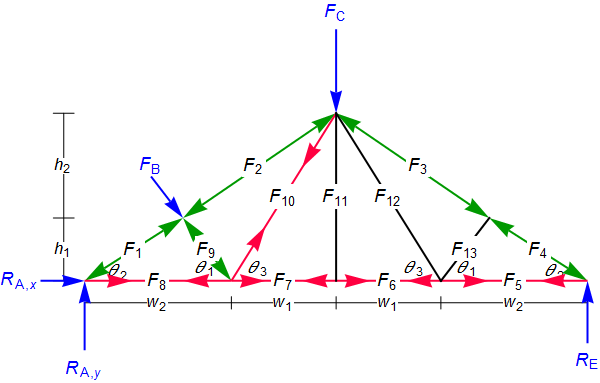 F_C
h_2
F_B
F_2
F_3
F_10
F_11
F_12
h_1
F_1
F_9
F_13
F_4
θ_2
θ_1
θ_3
θ_3
θ_1
θ_2
R_A,x
F_8
F_7
F_6
F_5
w_2
w_1
w_1
w_2
R_A,y
R_E